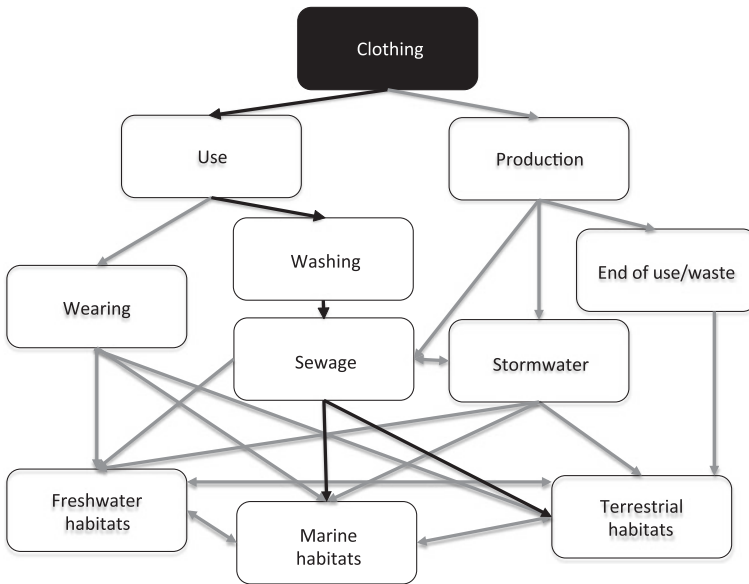 Clothing
Use
Production
Washing
End of use/waste
Wearing
Sewage
Stormwater
Freshwater
habitats
Marine
habitats
Terrestrial
habitats